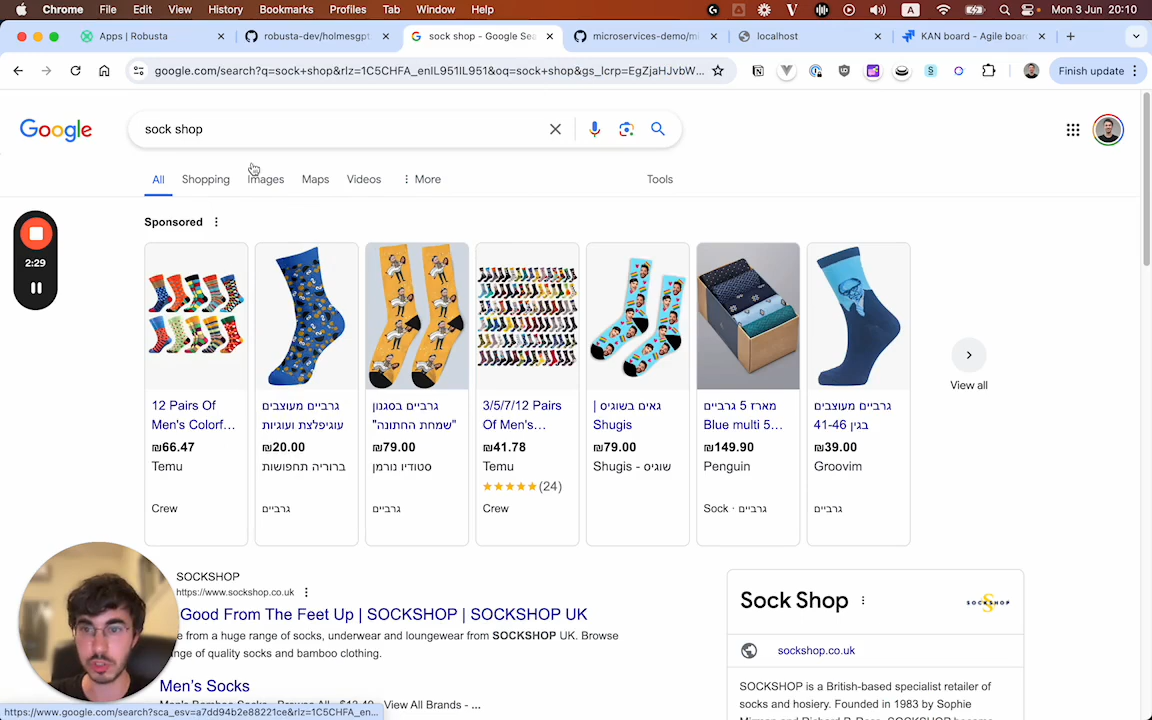 Chrome File Edit View History Bookmarks Profiles Tab Window Help A Mon 3 Jun 20:10
Apps | Robusta robusta-dev/holmesgpt sock shop - Google Sea microservices-demo/mi localhost KAN board - Agile boar
google.com/search?q=sock+shop&rlz=1C5CHFA_enIL951IL951&oq=sock+shop&gs_lcrp=EgZjaHJvbW... Finish update
Google
sock shop
All Shopping Images Maps Videos More Tools
Sponsored
2:29
12 Pairs Of
Men's Colorf...
₪66.47
Temu
Crew
גרביים מעוצבים
עוגיפלצת ועוגיות
₪20.00
ברוריה תחפושות
גרביים
גרביים בסגנון
"שמחת החתונה"
₪79.00
סטודיו נורמן
גרביים
3/5/7/12 Pairs
Of Men's...
₪41.78
Temu
(24)
Crew
גאים בשוגיס |
Shugis
₪79.00
Shugis - שוגיס
מארז 5 גרביים
Blue multi 5...
₪149.90
Penguin
Sock · גרביים
גרביים מעוצבים
בגין 41-46
₪39.00
Groovim
גרביים
View all
SOCKSHOP
https://www.sockshop.co.uk
Good From The Feet Up | SOCKSHOP | SOCKSHOP UK
e from a huge range of socks, underwear and loungewear from SOCKSHOP UK. Browse
nge of quality socks and bamboo clothing.
Men's Socks
View All Brands - ...
Sock Shop
SOCKSHOP
sockshop.co.uk
SOCKSHOP is a British-based specialist retailer of
socks and hosiery. Founded in 1983 by Sophie
https://www.google.com/search?sca_esv=a7dd94b2e88221ce&rlz=1C5CHFA_en...